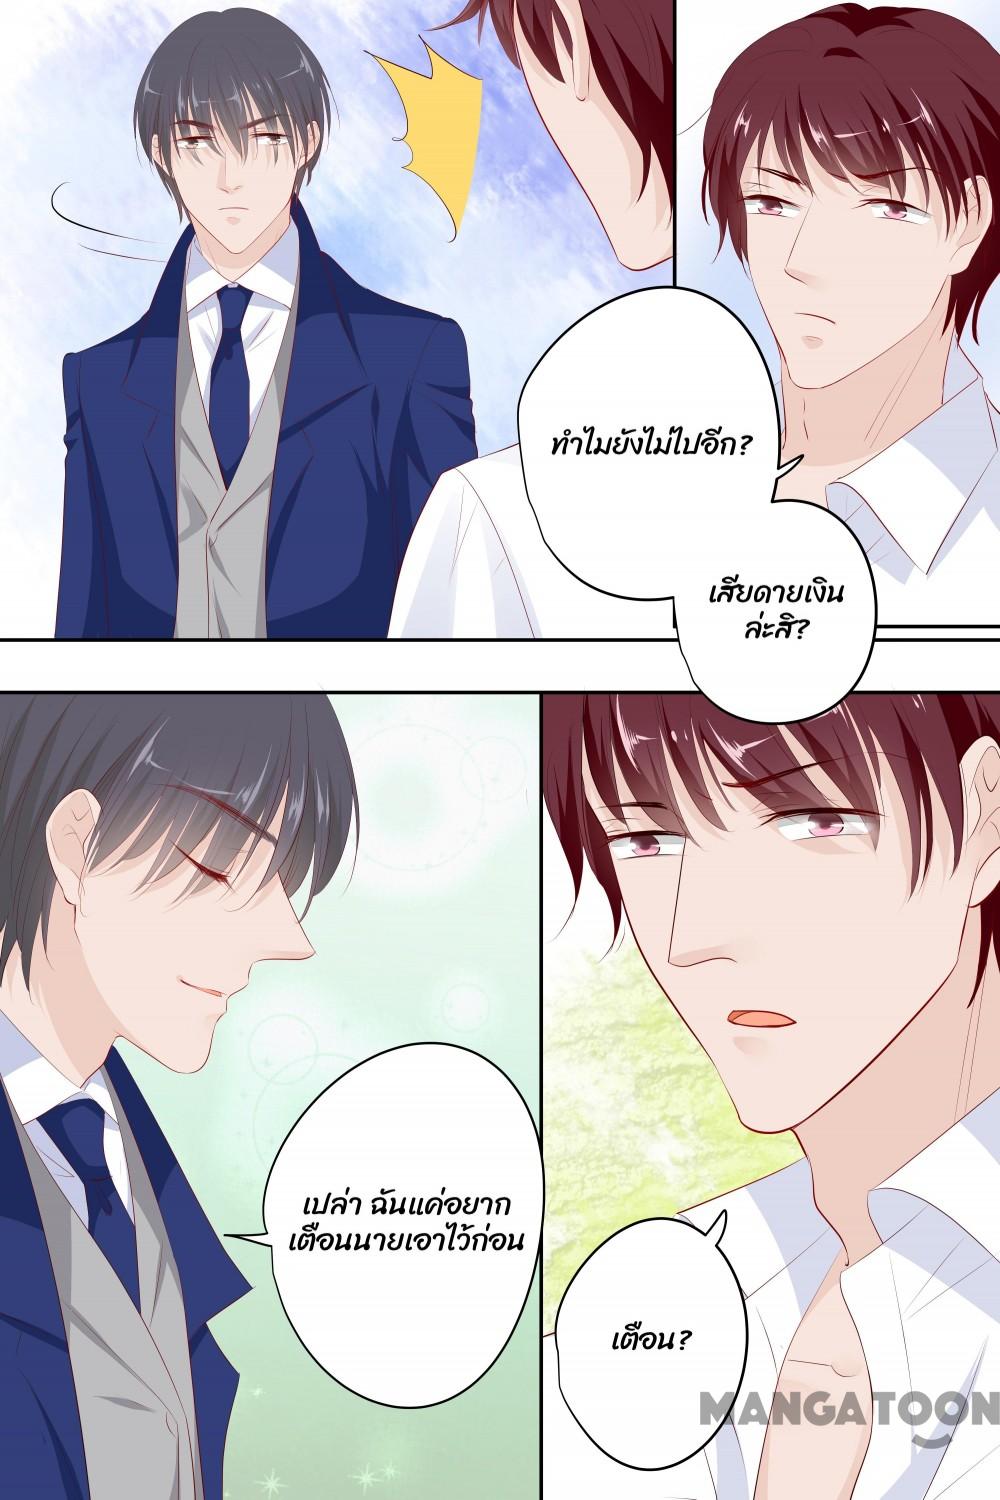 ทำไมยังไม่ไปอีก?
เสียดายเงิน
ล่ะสิ?
เปล่า ฉันแค่อยาก
เตือนนายเอาไว้ก่อน
เตือน?
MANGATOON